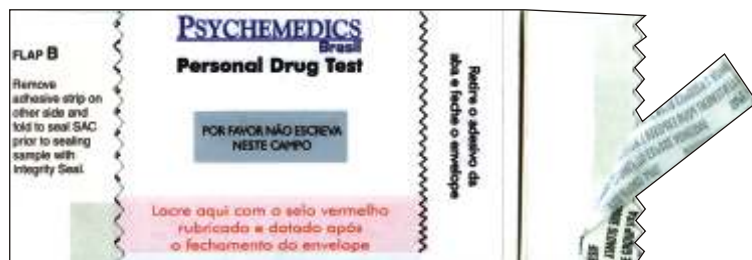 FLAP B
Remove
adhesive strip on
other side and
fold to seal SAC
prior to sealing
sample with
Integrity Seal.
PSYCHEMEDICS
Brasil
Personal Drug Test
POR FAVOR NÃO ESCREVA
NESTE CAMPO
Lacre aqui com o selo vermelho
rubricado e datado após
o fechamento do envelope
Retire o adesivo da
aba e feche o envelope